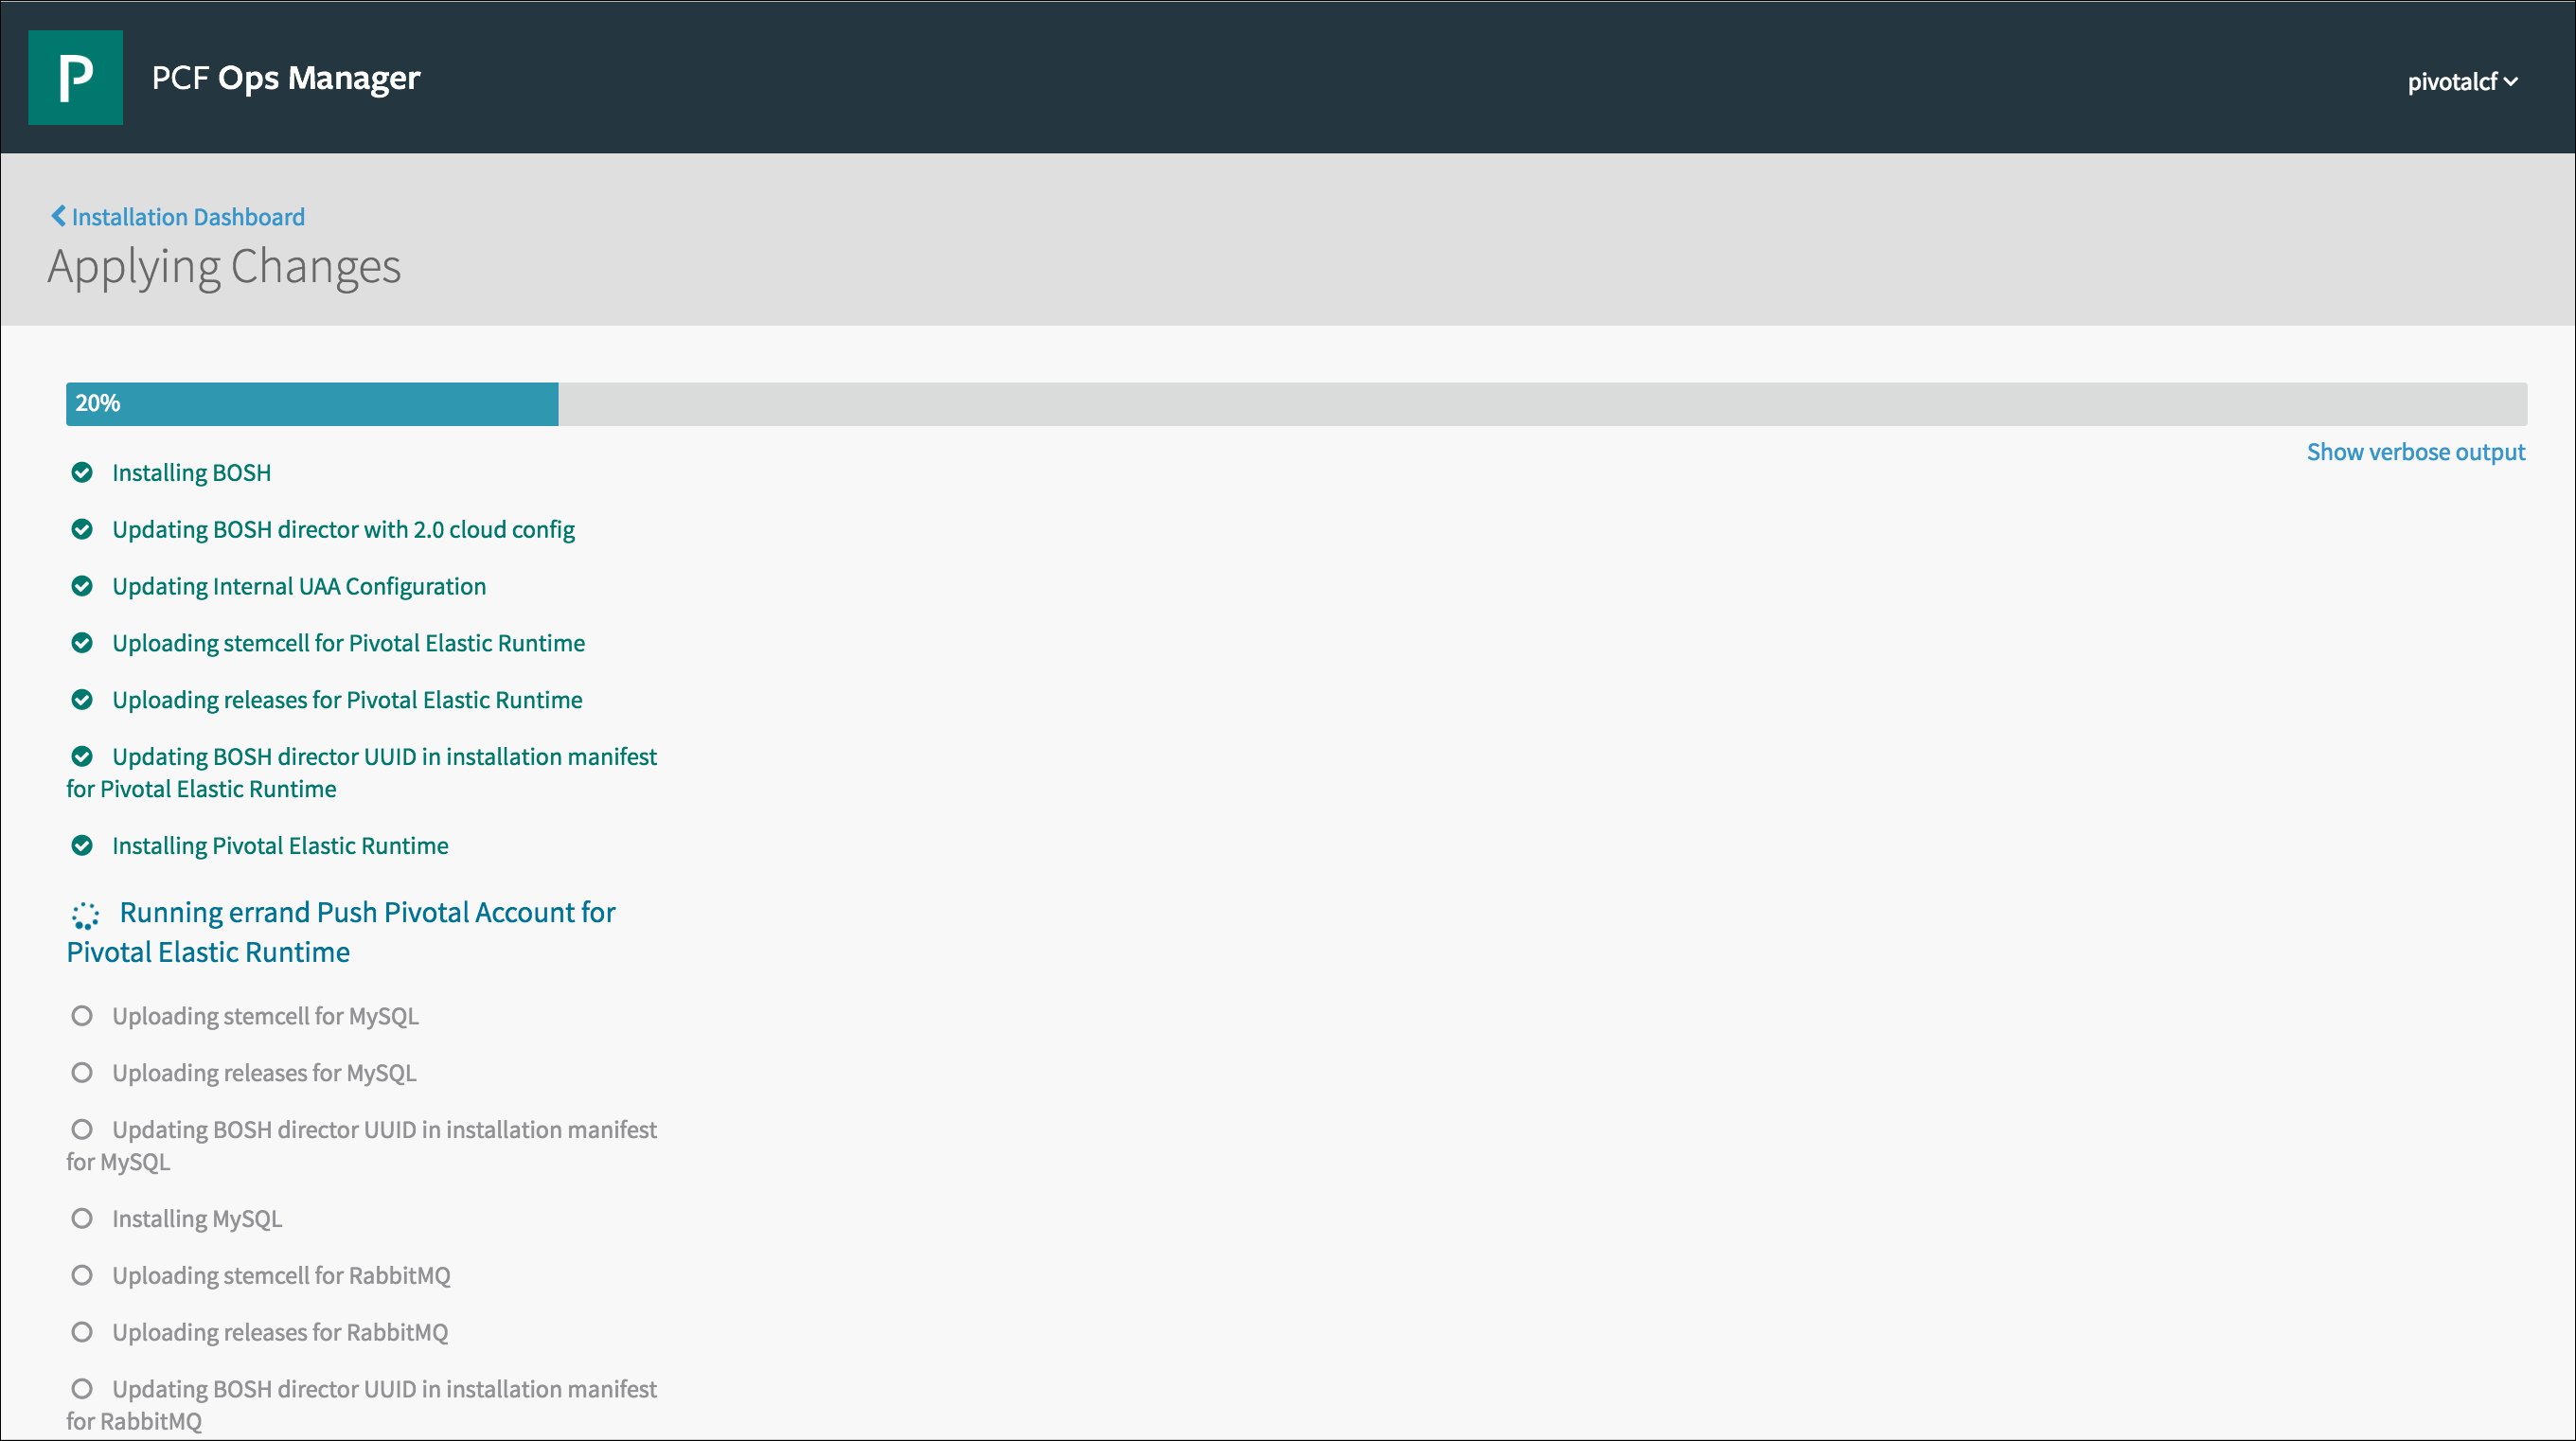 P
PCF Ops Manager
pivotalcf
Installation Dashboard
Applying Changes
20%
Show verbose output
Installing BOSH
Updating BOSH director with 2.0 cloud config
Updating Internal UAA Configuration
Uploading stemcell for Pivotal Elastic Runtime
Uploading releases for Pivotal Elastic Runtime
Updating BOSH director UUID in installation manifest
for Pivotal Elastic Runtime
Installing Pivotal Elastic Runtime
Running errand Push Pivotal Account for
Pivotal Elastic Runtime
Uploading stemcell for MySQL
Uploading releases for MySQL
Updating BOSH director UUID in installation manifest
for MySQL
Installing MySQL
Uploading stemcell for RabbitMQ
Uploading releases for RabbitMQ
Updating BOSH director UUID in installation manifest
for RabbitMQ